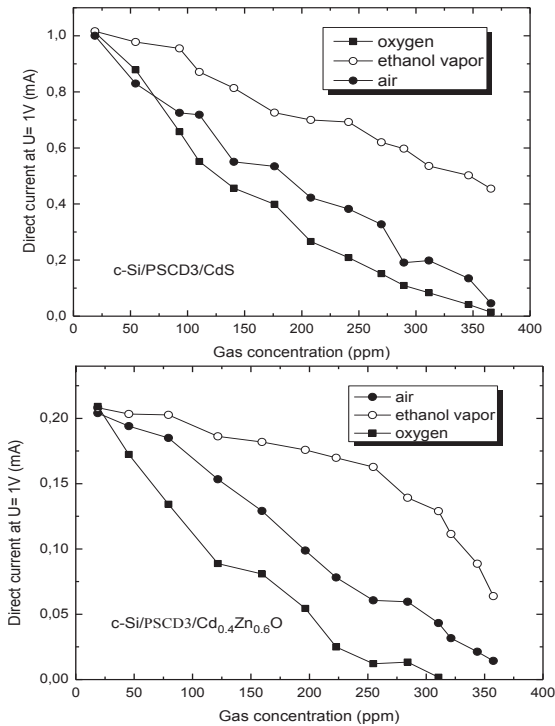 1,0
0,8
0,6
0,4
0,2
0,0
Direct current at U= 1V (mA)
oxygen
ethanol vapor
air
c-Si/PSCD3/CdS
0 50 100 150 200 250 300 350 400
Gas concentration (ppm)
0,20
0,15
0,10
0,05
0,00
Direct current at U= 1V (mA)
air
ethanol vapor
oxygen
c-Si/PSCD3/Cd0.4Zn0.6O
0 50 100 150 200 250 300 350 400
Gas concentration (ppm)